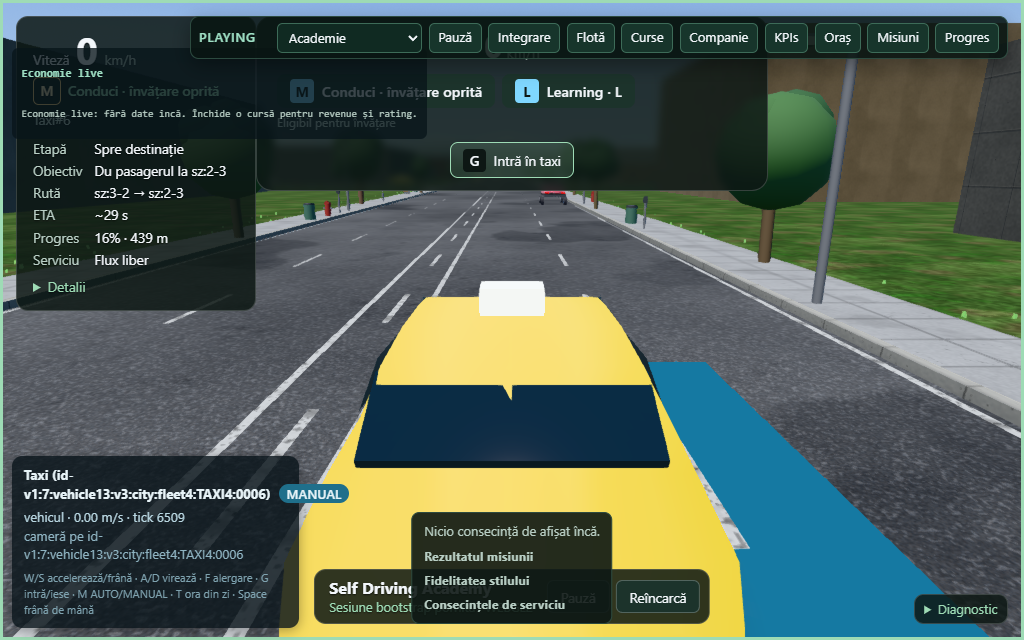 PLAYING
Academie
Pauză
Integrare
Flotă
Curse
Companie
KPIs
Oraș
Misiuni
Progres
Viteză 0 km/h
Economie live
M Conduci · învățare oprită
Economie live: fără date încă. Închide o cursă pentru revenue și rating.
Taxi#6
Etapă Spre destinație
Obiectiv Du pasagerul la sz:2-3
Rută sz:3-2 → sz:2-3
ETA ~29 s
Progres 16% · 439 m
Serviciu Flux liber
▶ Detalii
M Conduci · învățare oprită
L Learning · L
Eligibil pentru învățare
G Intră în taxi
Taxi (id-
v1:7:vehicle13:v3:city:fleet4:TAXI4:0006)
MANUAL
vehicul · 0.00 m/s · tick 6509
cameră pe id-
v1:7:vehicle13:v3:city:fleet4:TAXI4:0006
W/S accelerează/frână · A/D virează · F alergare · G
intră/iese · M AUTO/MANUAL · T ora din zi · Space
frână de mână
Nicio consecință de afișat încă.
Rezultatul misiunii
Fidelitatea stilului
Consecințele de serviciu
Self Driving Academy
Sesiune bootstr
Pauză
Reîncarcă
▶ Diagnostic